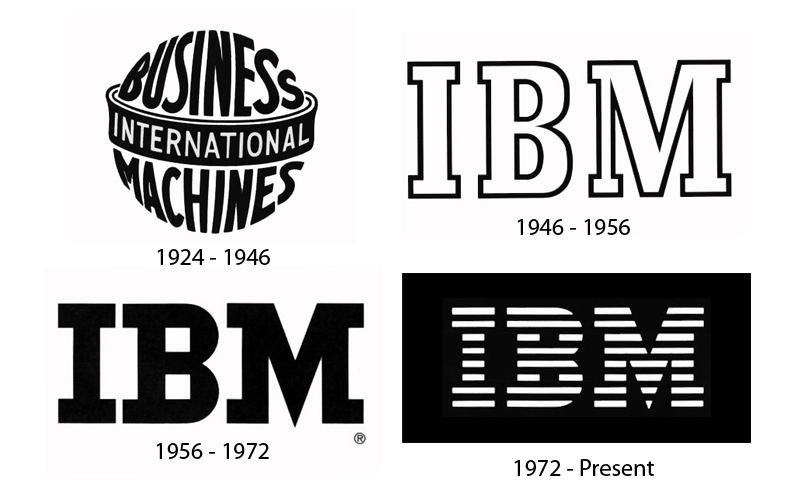 BUSINESS
INTERNATIONAL
MACHINES
1924 - 1946
IBM
1946 - 1956
IBM
®
1956 - 1972
IBM
1972 - Present